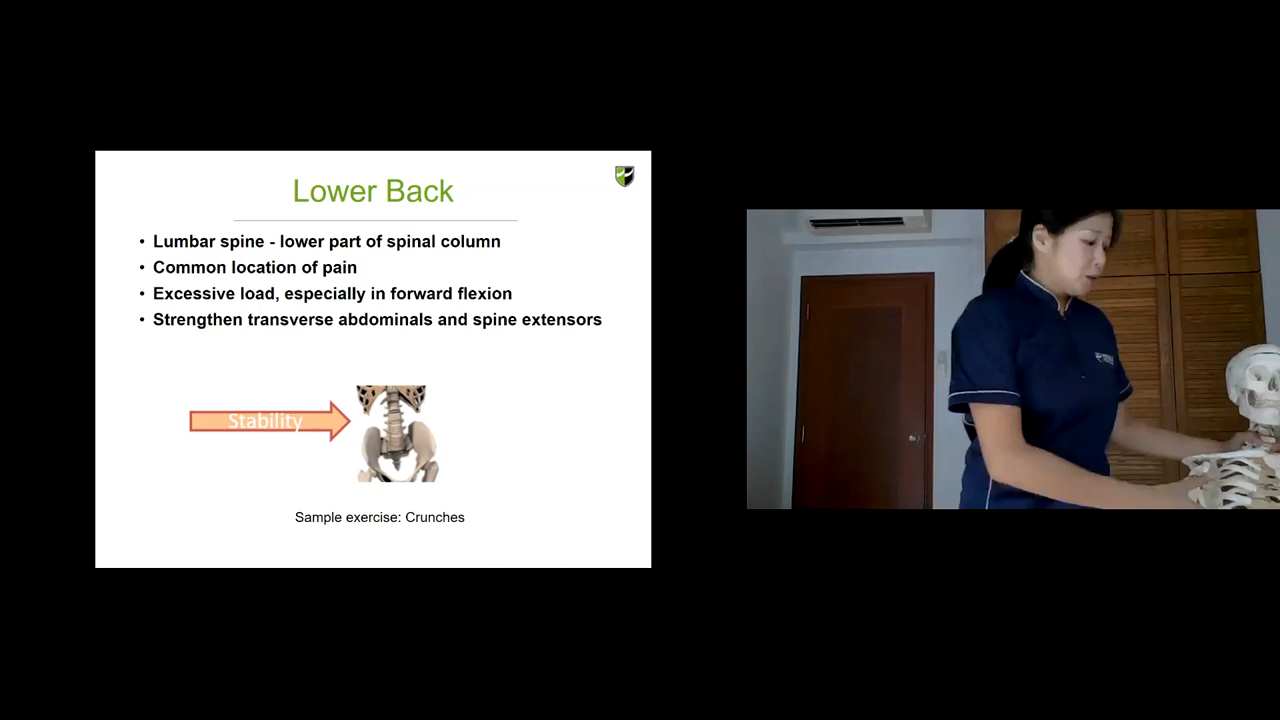 Lower Back
• Lumbar spine - lower part of spinal column
• Common location of pain
• Excessive load, especially in forward flexion
• Strengthen transverse abdominals and spine extensors
Stability
Sample exercise: Crunches